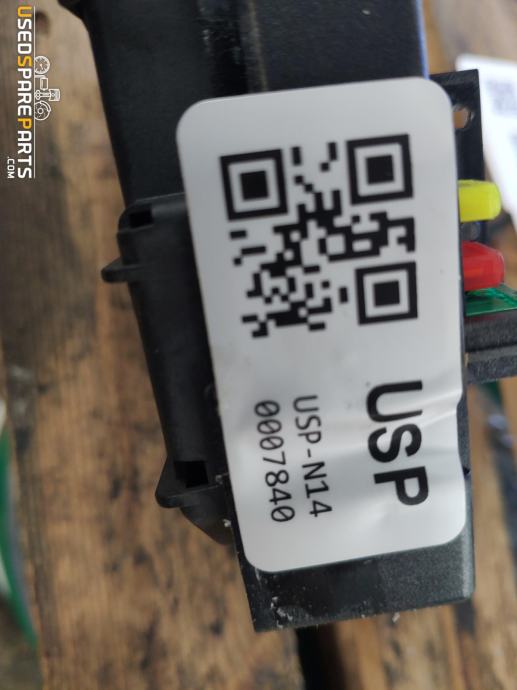 USP
USP-N14
0007840
USEDSPAREPARTS
.COM